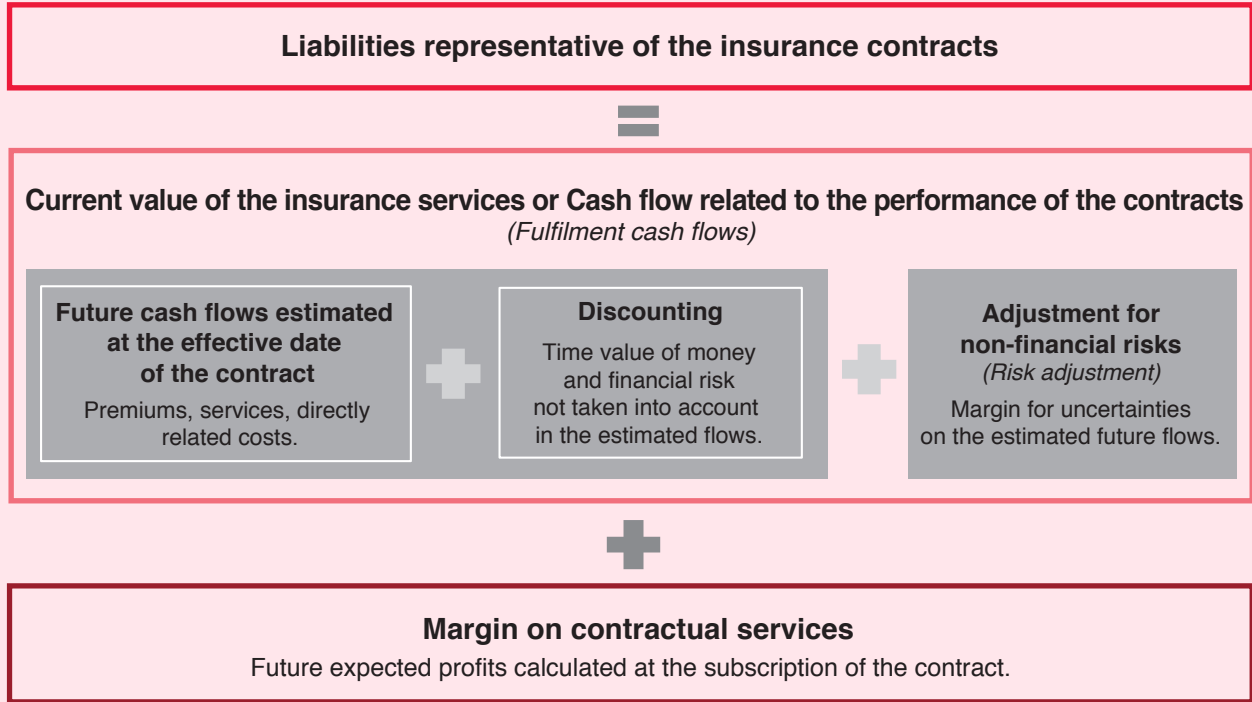 Liabilities representative of the insurance contracts
=
Current value of the insurance services or Cash flow related to the performance of the contracts
(Fulfilment cash flows)
Future cash flows estimated
at the effective date
of the contract
Premiums, services, directly
related costs.
+
Discounting
Time value of money
and financial risk
not taken into account
in the estimated flows.
+
Adjustment for
non-financial risks
(Risk adjustment)
Margin for uncertainties
on the estimated future flows.
+
Margin on contractual services
Future expected profits calculated at the subscription of the contract.